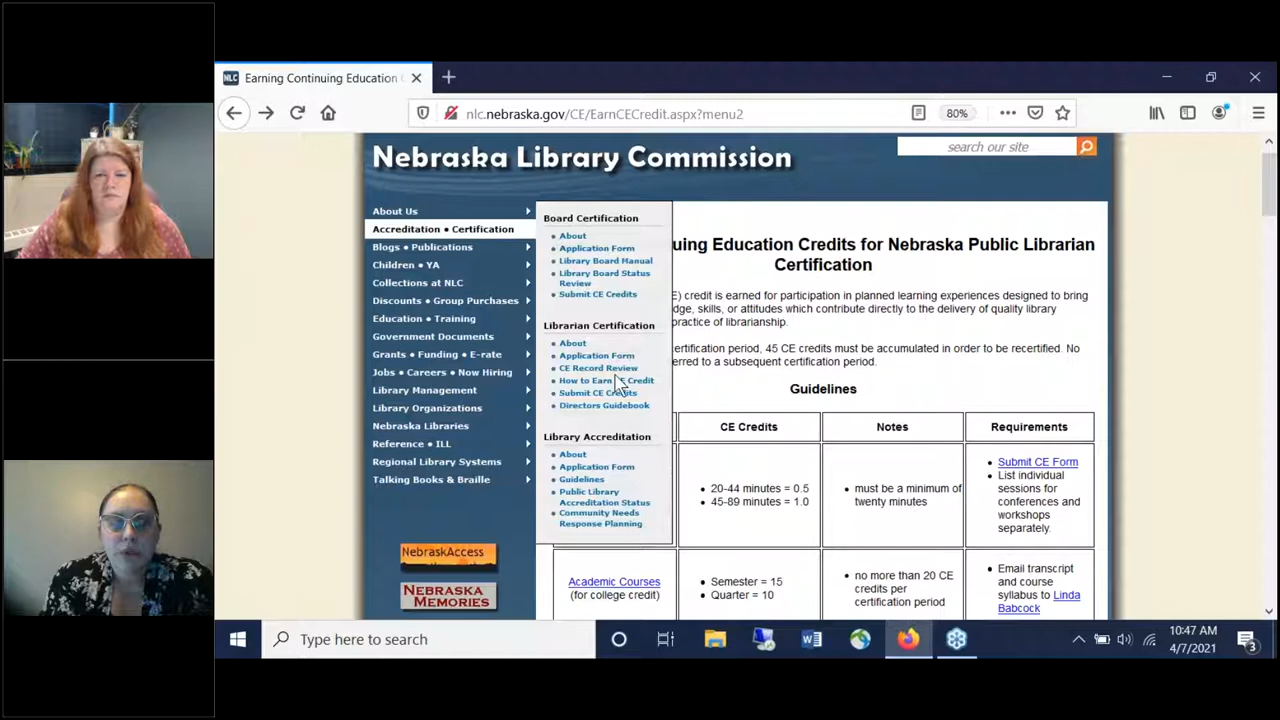 Earning Continuing Education
nlc.nebraska.gov/CE/EarnCECredit.aspx?menu2
80%
Nebraska Library Commission
search our site
About Us
Accreditation • Certification
Blogs • Publications
Children • YA
Collections at NLC
Discounts • Group Purchases
Education • Training
Government Documents
Grants • Funding • E-rate
Jobs • Careers • Now Hiring
Library Management
Library Organizations
Nebraska Libraries
Reference • ILL
Regional Library Systems
Talking Books & Braille
NebraskAccess
NEBRASKA
MEMORIES
Board Certification
• About
• Application Form
• Library Board Manual
• Library Board Status
Review
• Submit CE Credits
Librarian Certification
• About
• Application Form
• CE Record Review
• How to Earn CE Credit
• Submit CE Credits
• Directors Guidebook
Library Accreditation
• About
• Application Form
• Guidelines
• Public Library
Accreditation Status
• Community Needs
Response Planning
uing Education Credits for Nebraska Public Librarian
Certification
E) credit is earned for participation in planned learning experiences designed to bring
dge, skills, or attitudes which contribute directly to the delivery of quality library
practice of librarianship.
certification period, 45 CE credits must be accumulated in order to be recertified. No
erred to a subsequent certification period.
Guidelines
CE Credits
Notes
Requirements
• 20-44 minutes = 0.5
• 45-89 minutes = 1.0
• must be a minimum of
twenty minutes
• Submit CE Form
• List individual
sessions for
conferences and
workshops
separately.
Academic Courses
(for college credit)
• Semester = 15
• Quarter = 10
• no more than 20 CE
credits per
certification period
• Email transcript
and course
syllabus to Linda
Babcock
Type here to search
10:47 AM
4/7/2021
3